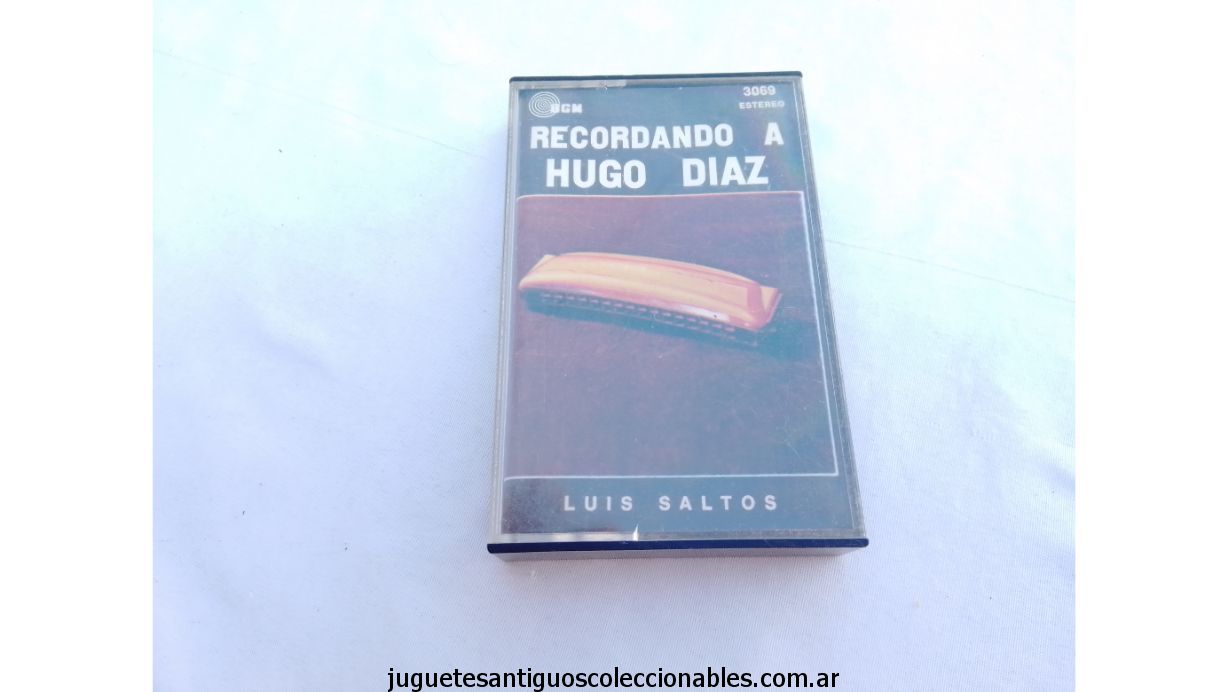 BGM
3069
ESTEREO
RECORDANDO A
HUGO DIAZ
LUIS SALTOS
juguetesantiguoscoleccionables.com.ar